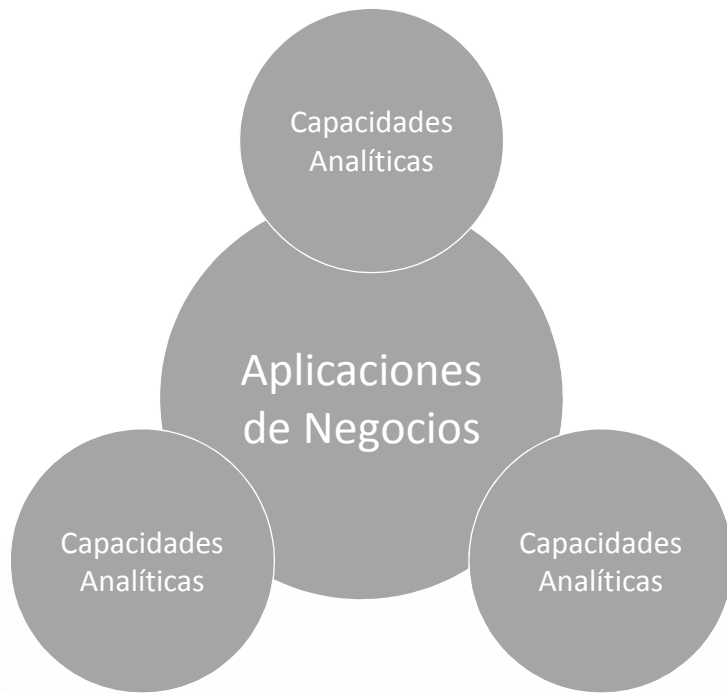 Capacidades
Analíticas
Aplicaciones
de Negocios
Capacidades
Analíticas
Capacidades
Analíticas